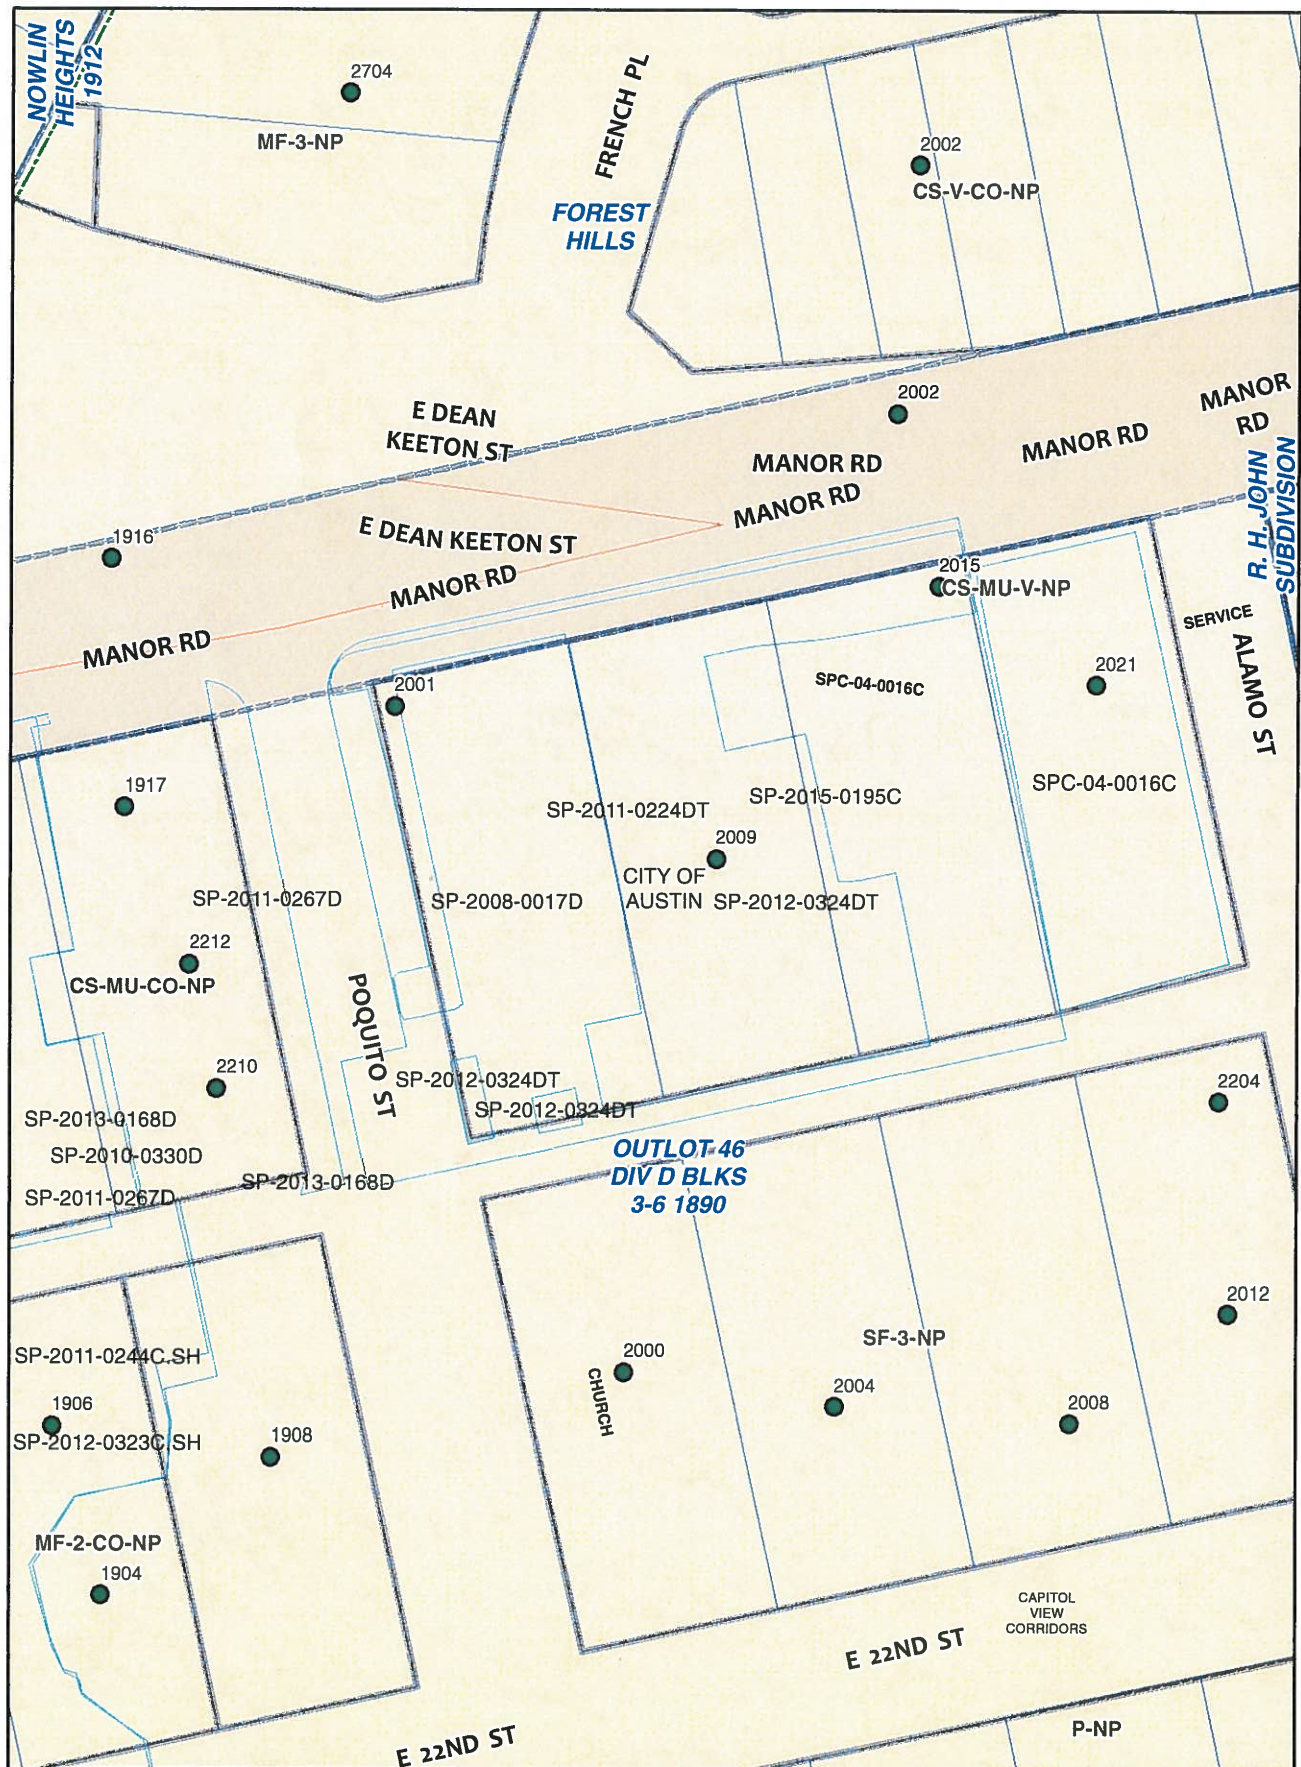 NOWLIN
HEIGHTS
1912
2704
MF-3-NP
FRENCH PL
FOREST
HILLS
2002
CS-V-CO-NP
E DEAN
KEETON ST
2002
MANOR RD
MANOR RD
MANOR
RD
MANOR RD
R. H. JOHN
SUBDIVISION
1916
E DEAN KEETON ST
MANOR RD
MANOR RD
2015
CS-MU-V-NP
SERVICE
ALAMO ST
2001
SPC-04-0016C
2021
1917
SP-2011-0224DT
SP-2015-0195C
SPC-04-0016C
2009
CITY OF
AUSTIN
SP-2012-0324DT
SP-2011-0267D
SP-2008-0017D
2212
CS-MU-CO-NP
POQUITO ST
2210
SP-2012-0324DT
SP-2012-0324DT
2204
SP-2013-0168D
SP-2010-0330D
SP-2011-0267D
SP-2013-0168D
OUTLOT 46
DIV D BLKS
3-6 1890
2012
SF-3-NP
SP-2011-0244C.SH
2000
CHURCH
2004
2008
1906
SP-2012-0323C.SH
1908
MF-2-CO-NP
1904
CAPITOL
VIEW
CORRIDORS
E 22ND ST
E 22ND ST
P-NP